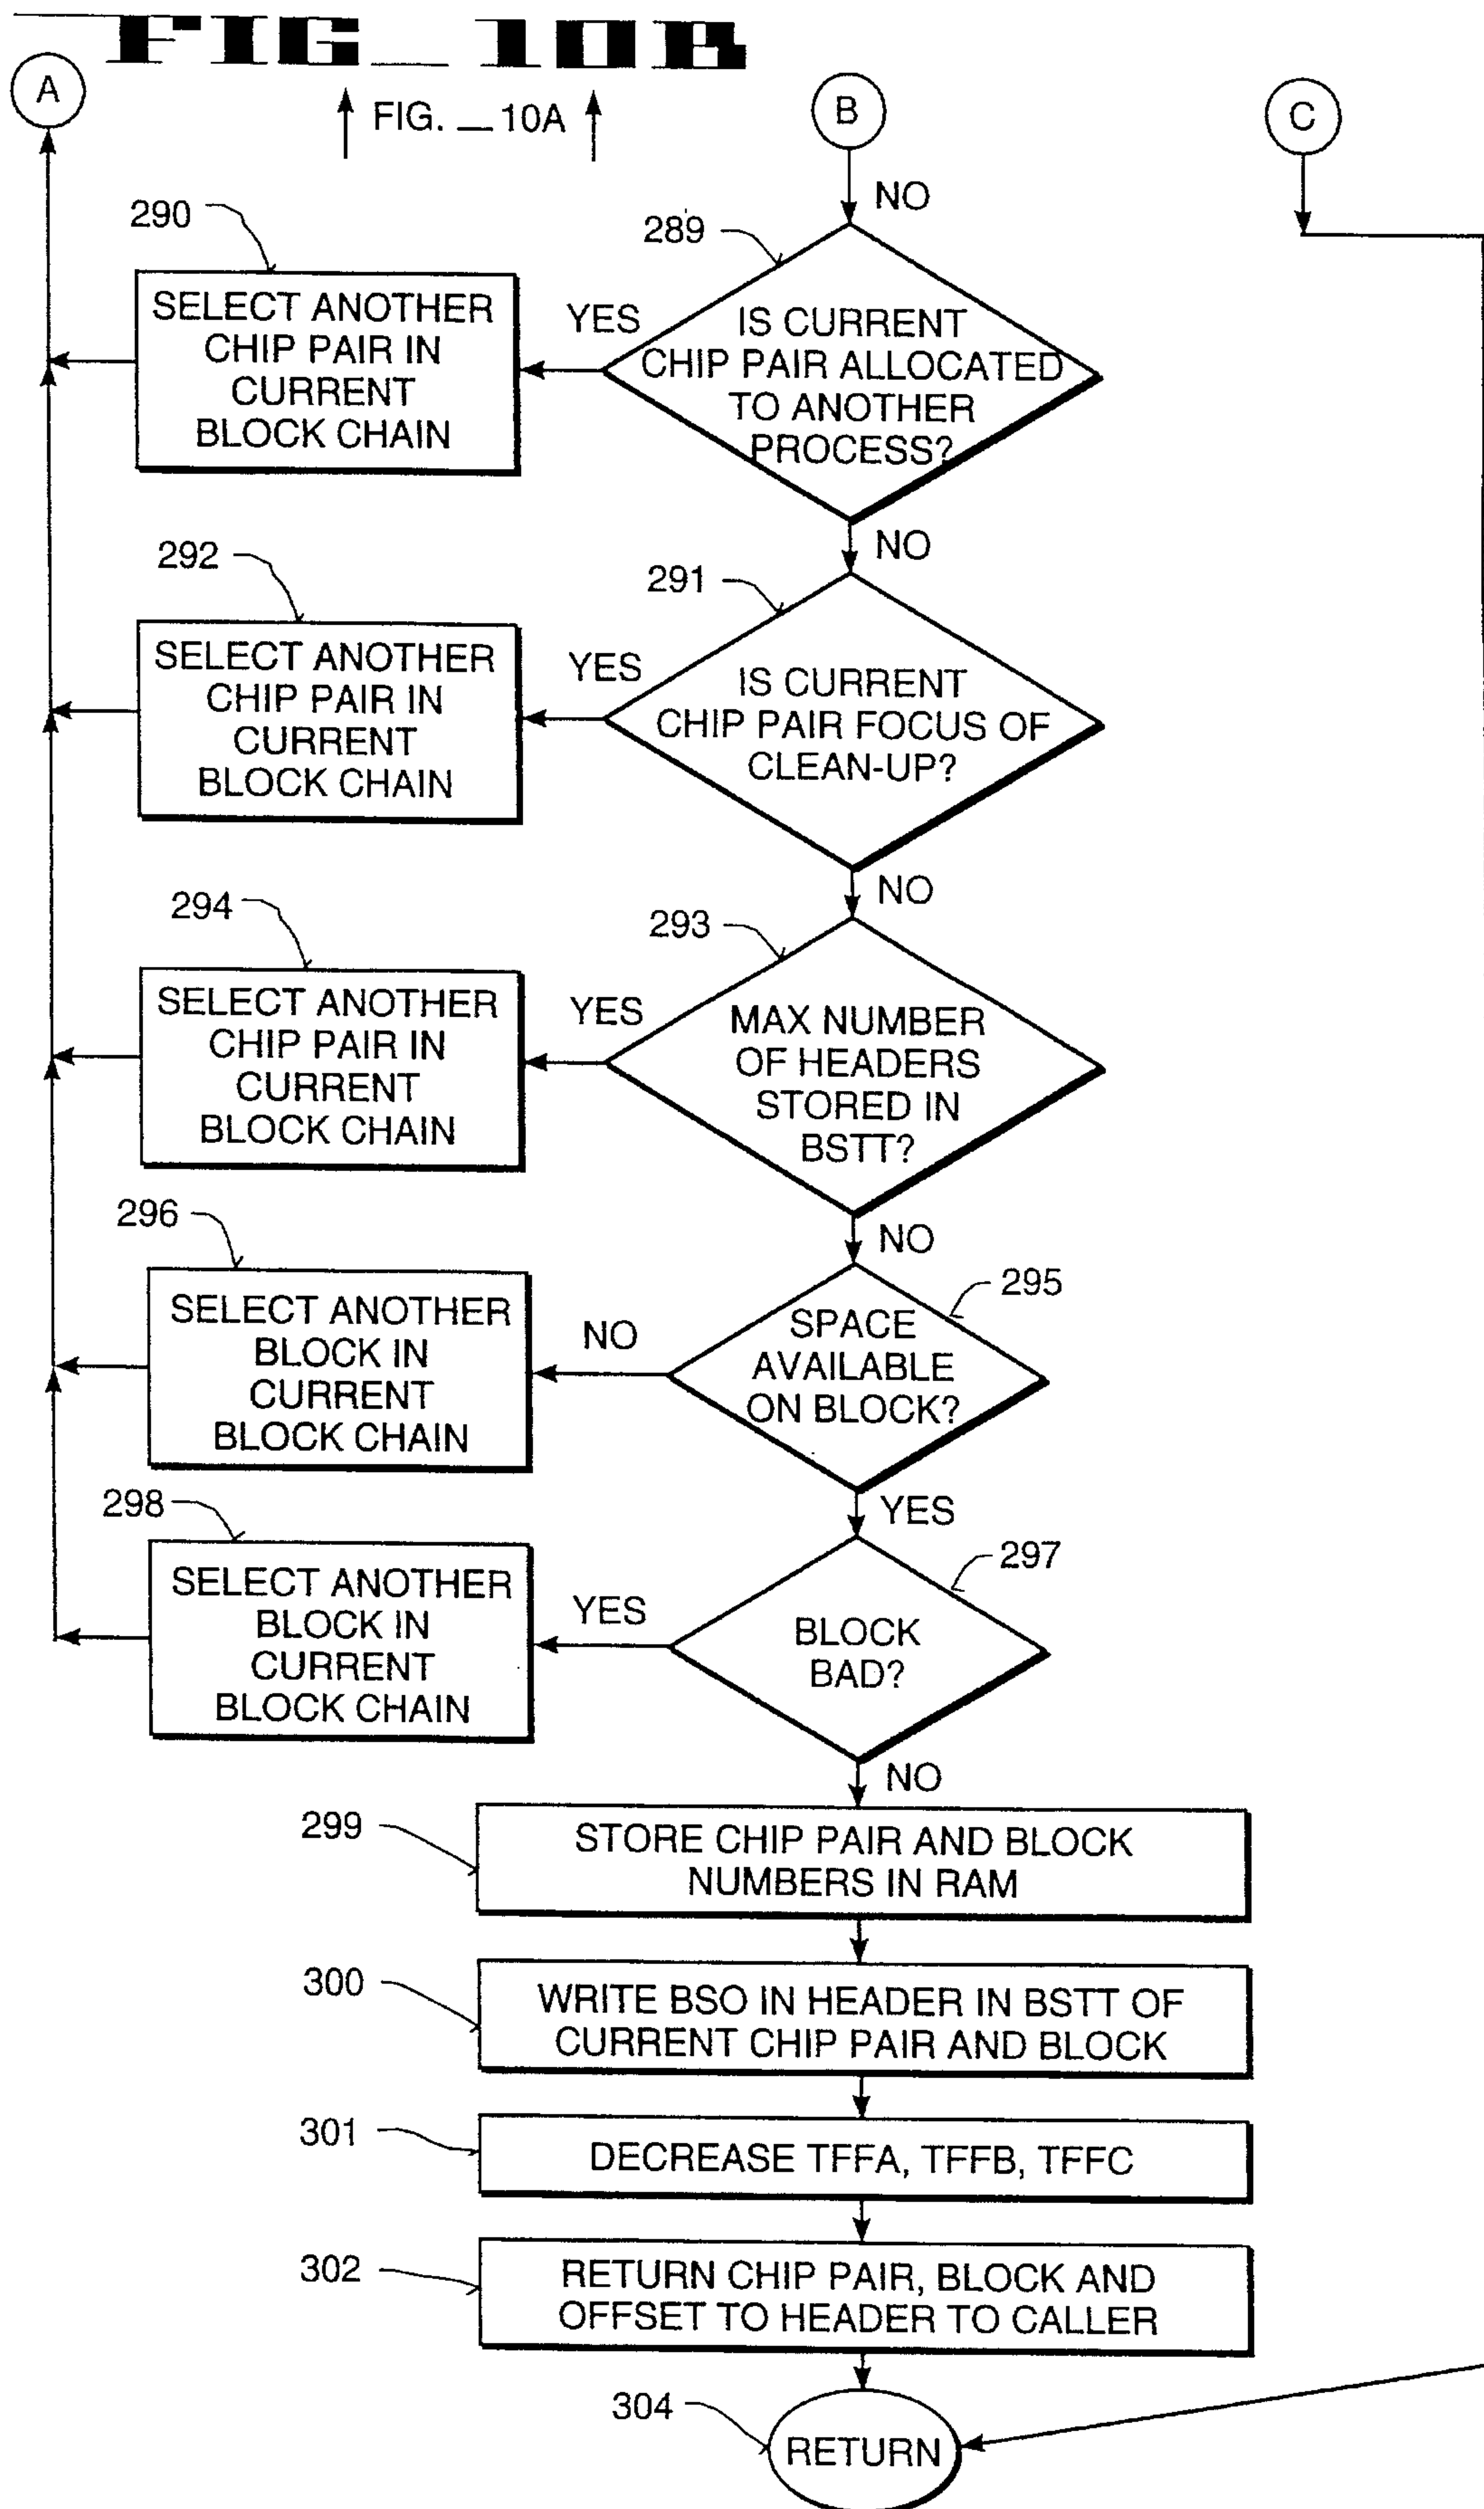 FIG_10B
A
FIG. _ 10A
B
C
NO
290
289
SELECT ANOTHER
CHIP PAIR IN
CURRENT
BLOCK CHAIN
YES
IS CURRENT
CHIP PAIR ALLOCATED
TO ANOTHER
PROCESS?
NO
292
291
SELECT ANOTHER
CHIP PAIR IN
CURRENT
BLOCK CHAIN
YES
IS CURRENT
CHIP PAIR FOCUS OF
CLEAN-UP?
NO
294
293
SELECT ANOTHER
CHIP PAIR IN
CURRENT
BLOCK CHAIN
YES
MAX NUMBER
OF HEADERS
STORED IN
BSTT?
NO
296
295
SELECT ANOTHER
BLOCK IN
CURRENT
BLOCK CHAIN
NO
SPACE
AVAILABLE
ON BLOCK?
YES
298
297
SELECT ANOTHER
BLOCK IN
CURRENT
BLOCK CHAIN
YES
BLOCK
BAD?
NO
299
STORE CHIP PAIR AND BLOCK
NUMBERS IN RAM
300
WRITE BSO IN HEADER IN BSTT OF
CURRENT CHIP PAIR AND BLOCK
301
DECREASE TFFA, TFFB, TFFC
302
RETURN CHIP PAIR, BLOCK AND
OFFSET TO HEADER TO CALLER
304
RETURN